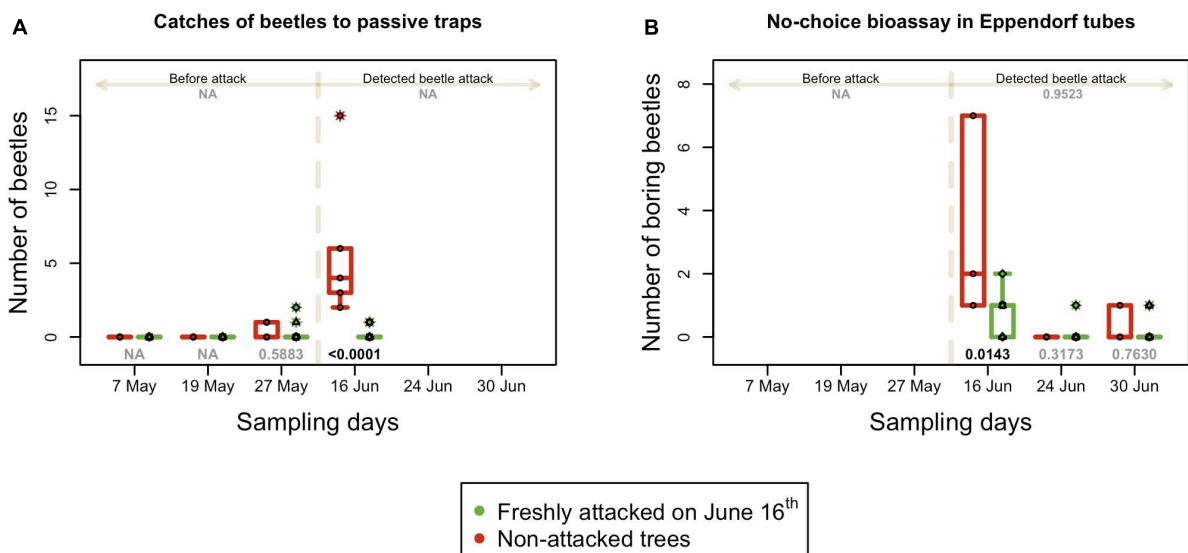 A
Catches of beetles to passive traps
Before attack
Detected beetle attack
NA
NA
Number of beetles
15
10
5
0
NA
NA
0.5883
<0.0001
7 May
19 May
27 May
16 Jun
24 Jun
30 Jun
Sampling days
B
No-choice bioassay in Eppendorf tubes
Before attack
Detected beetle attack
NA
0.9523
Number of boring beetles
8
6
4
2
0
0.0143
0.3173
0.7630
7 May
19 May
27 May
16 Jun
24 Jun
30 Jun
Sampling days
Freshly attacked on June 16th
Non-attacked trees